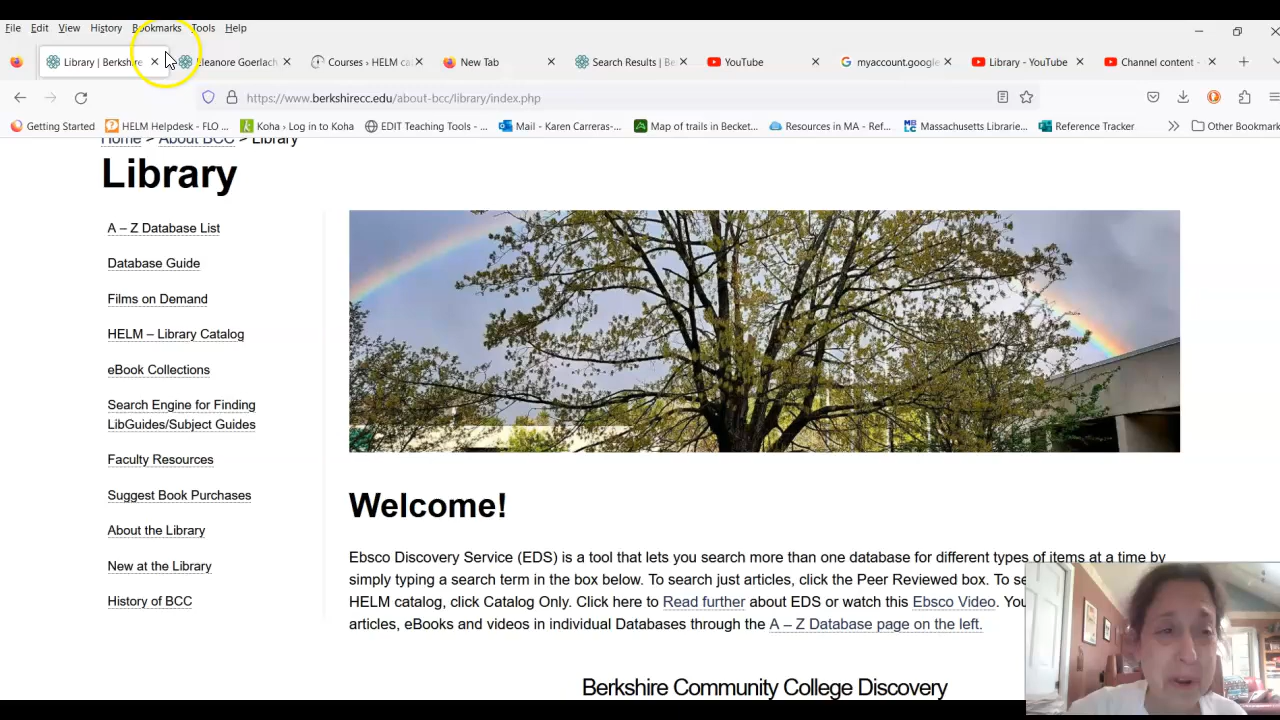 File Edit View History Bookmarks Tools Help
Library | Berkshire Eleanore Goerlach Courses › HELM ca New Tab Search Results | Be YouTube myaccount.google Library - YouTube Channel content -
https://www.berkshirecc.edu/about-bcc/library/index.php
Getting Started HELM Helpdesk - FLO ... Koha › Log in to Koha EDIT Teaching Tools - ... Mail - Karen Carreras-... Map of trails in Becket... Resources in MA - Ref... Massachusetts Librarie... Reference Tracker Other Bookmark
Home > About BCC > Library
Library
A – Z Database List
Database Guide
Films on Demand
HELM – Library Catalog
eBook Collections
Search Engine for Finding
LibGuides/Subject Guides
Faculty Resources
Suggest Book Purchases
About the Library
New at the Library
History of BCC
Welcome!
Ebsco Discovery Service (EDS) is a tool that lets you search more than one database for different types of items at a time by
simply typing a search term in the box below. To search just articles, click the Peer Reviewed box. To se
HELM catalog, click Catalog Only. Click here to Read further about EDS or watch this Ebsco Video. You
articles, eBooks and videos in individual Databases through the A – Z Database page on the left.
Berkshire Community College Discovery